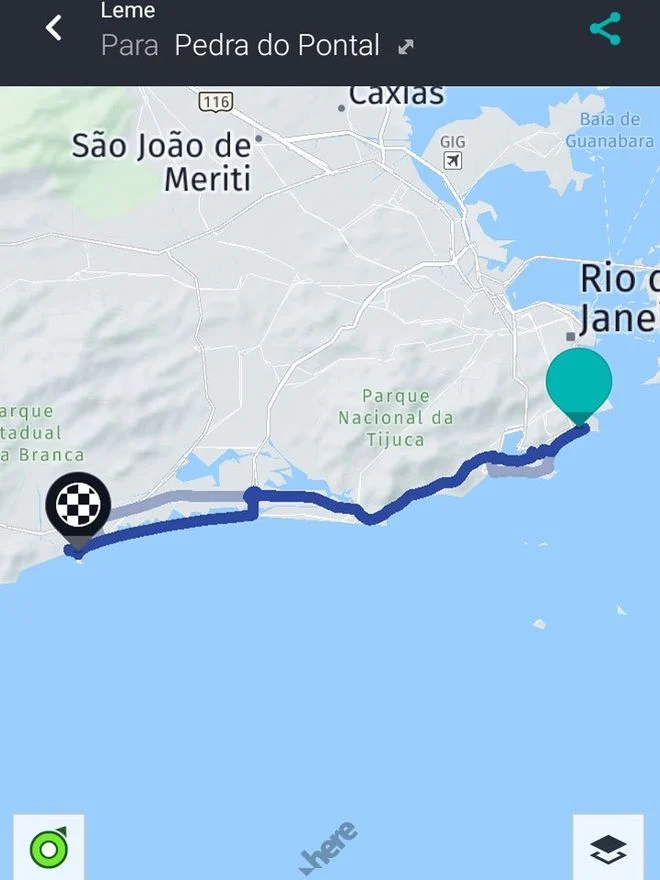 Leme
Para Pedra do Pontal
116
Caxias
São João de
Meriti
GIG
Baía de
Guanabara
Rio d
Jane
Parque
Nacional da
Tijuca
arque
tadual
a Branca
here